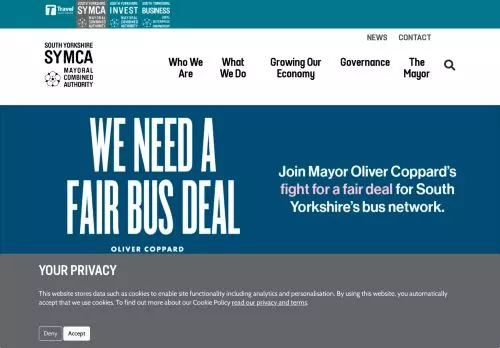 Travel
SOUTH YORKSHIRE
SYMCA
MAYORAL
COMBINED
AUTHORITY
SOUTH YORKSHIRE
INVEST
MAYORAL
COMBINED
AUTHORITY
SOUTH YORKSHIRE
BUSINESS
NEWS CONTACT
SOUTH YORKSHIRE
SYMCA
MAYORAL
COMBINED
AUTHORITY
Who We
Are
What
We Do
Growing Our
Economy
Governance
The
Mayor
WE NEED A
FAIR BUS DEAL
OLIVER COPPARD
Join Mayor Oliver Coppard's
fight for a fair deal for South
Yorkshire's bus network.
YOUR PRIVACY
This website stores data such as cookies to enable site functionality including analytics and personalisation. By using this website, you automatically
accept that we use cookies. To find out more about our Cookie Policy read our privacy and terms.
Deny Accept